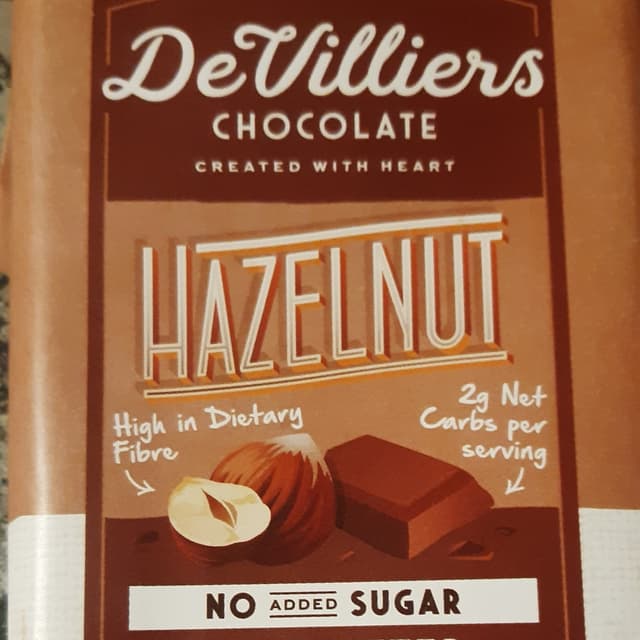 DeVilliers
CHOCOLATE
CREATED WITH HEART
HAZELNUT
High in Dietary
Fibre
2g Net
Carbs per
serving
NO ADDED SUGAR